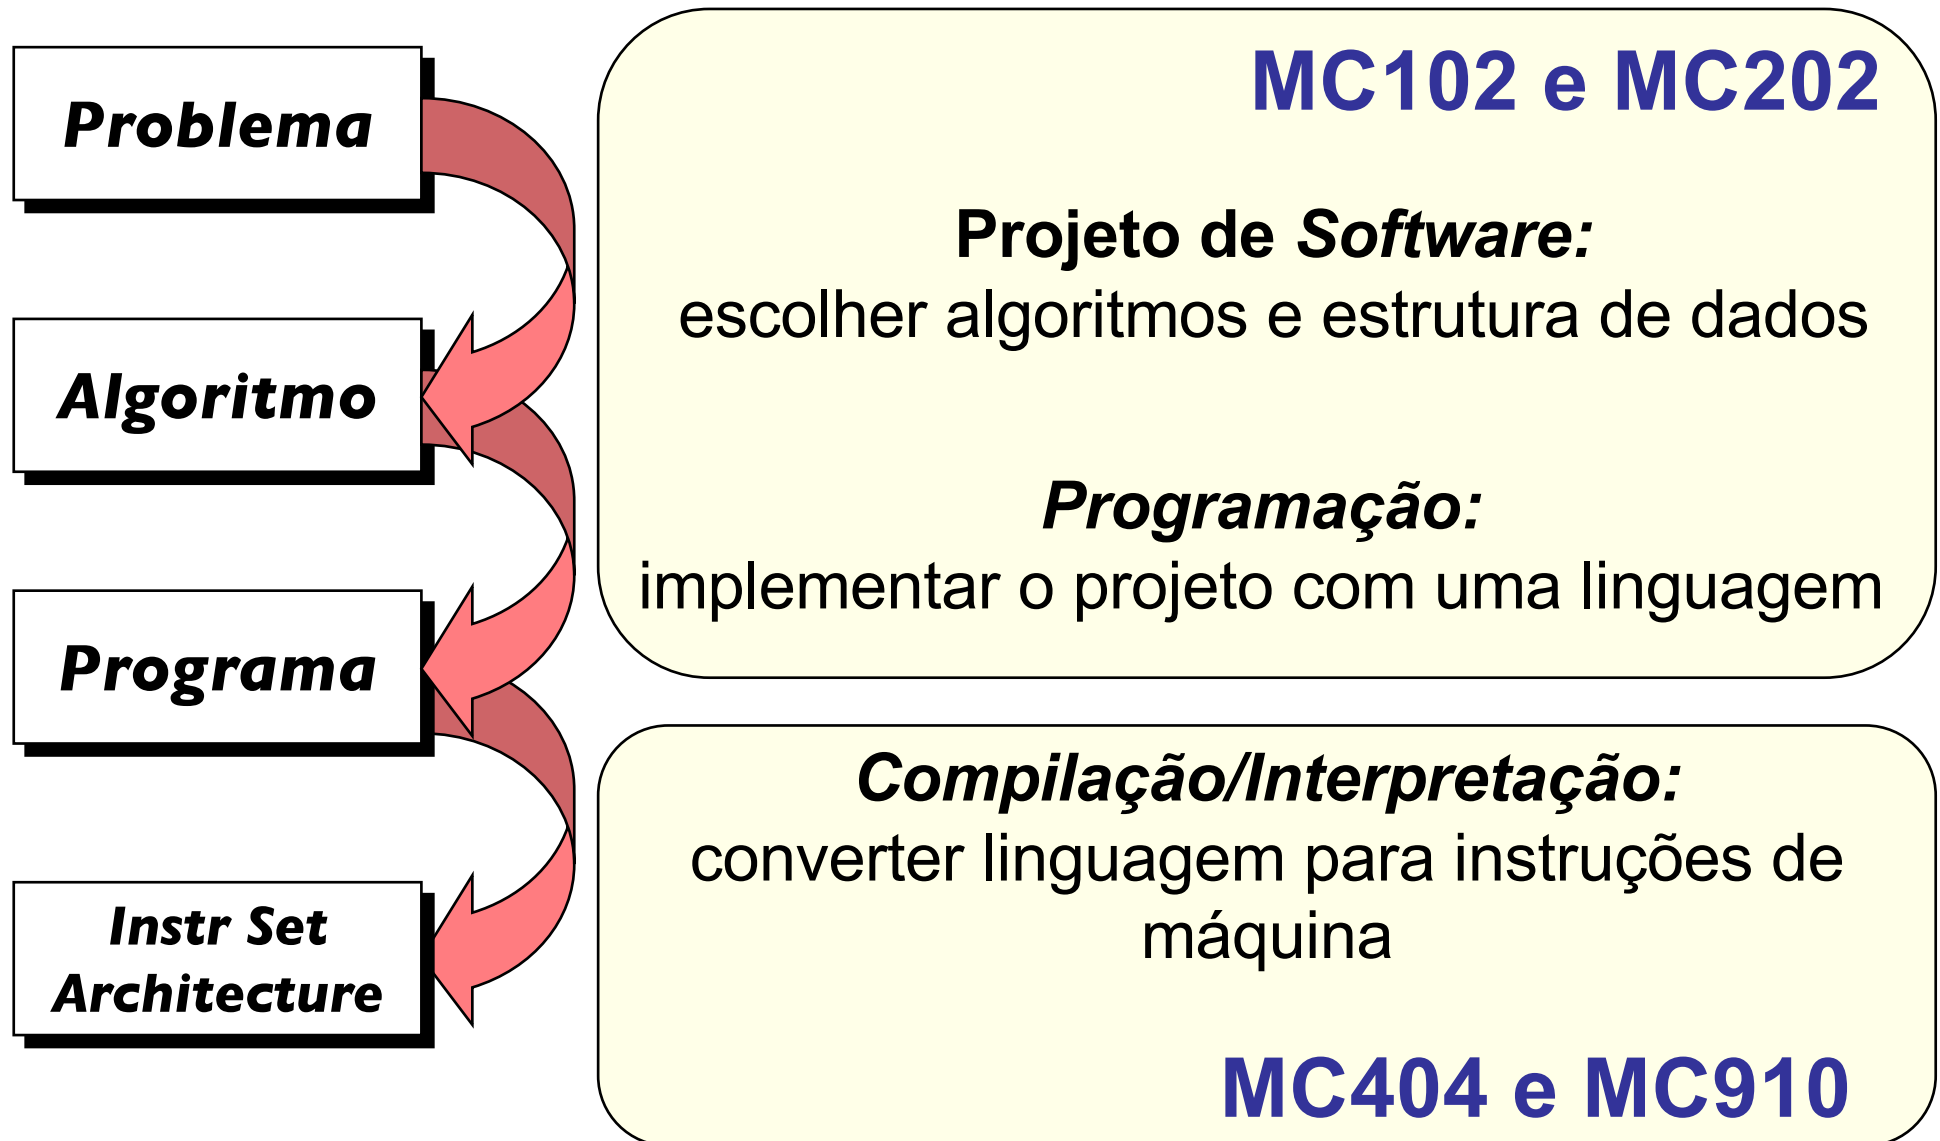 Problema
Algoritmo
Programa
Instr Set
Architecture
MC102 e MC202
Projeto de Software:
escolher algoritmos e estrutura de dados
Programação:
implementar o projeto com uma linguagem
Compilação/Interpretação:
converter linguagem para instruções de
máquina
MC404 e MC910